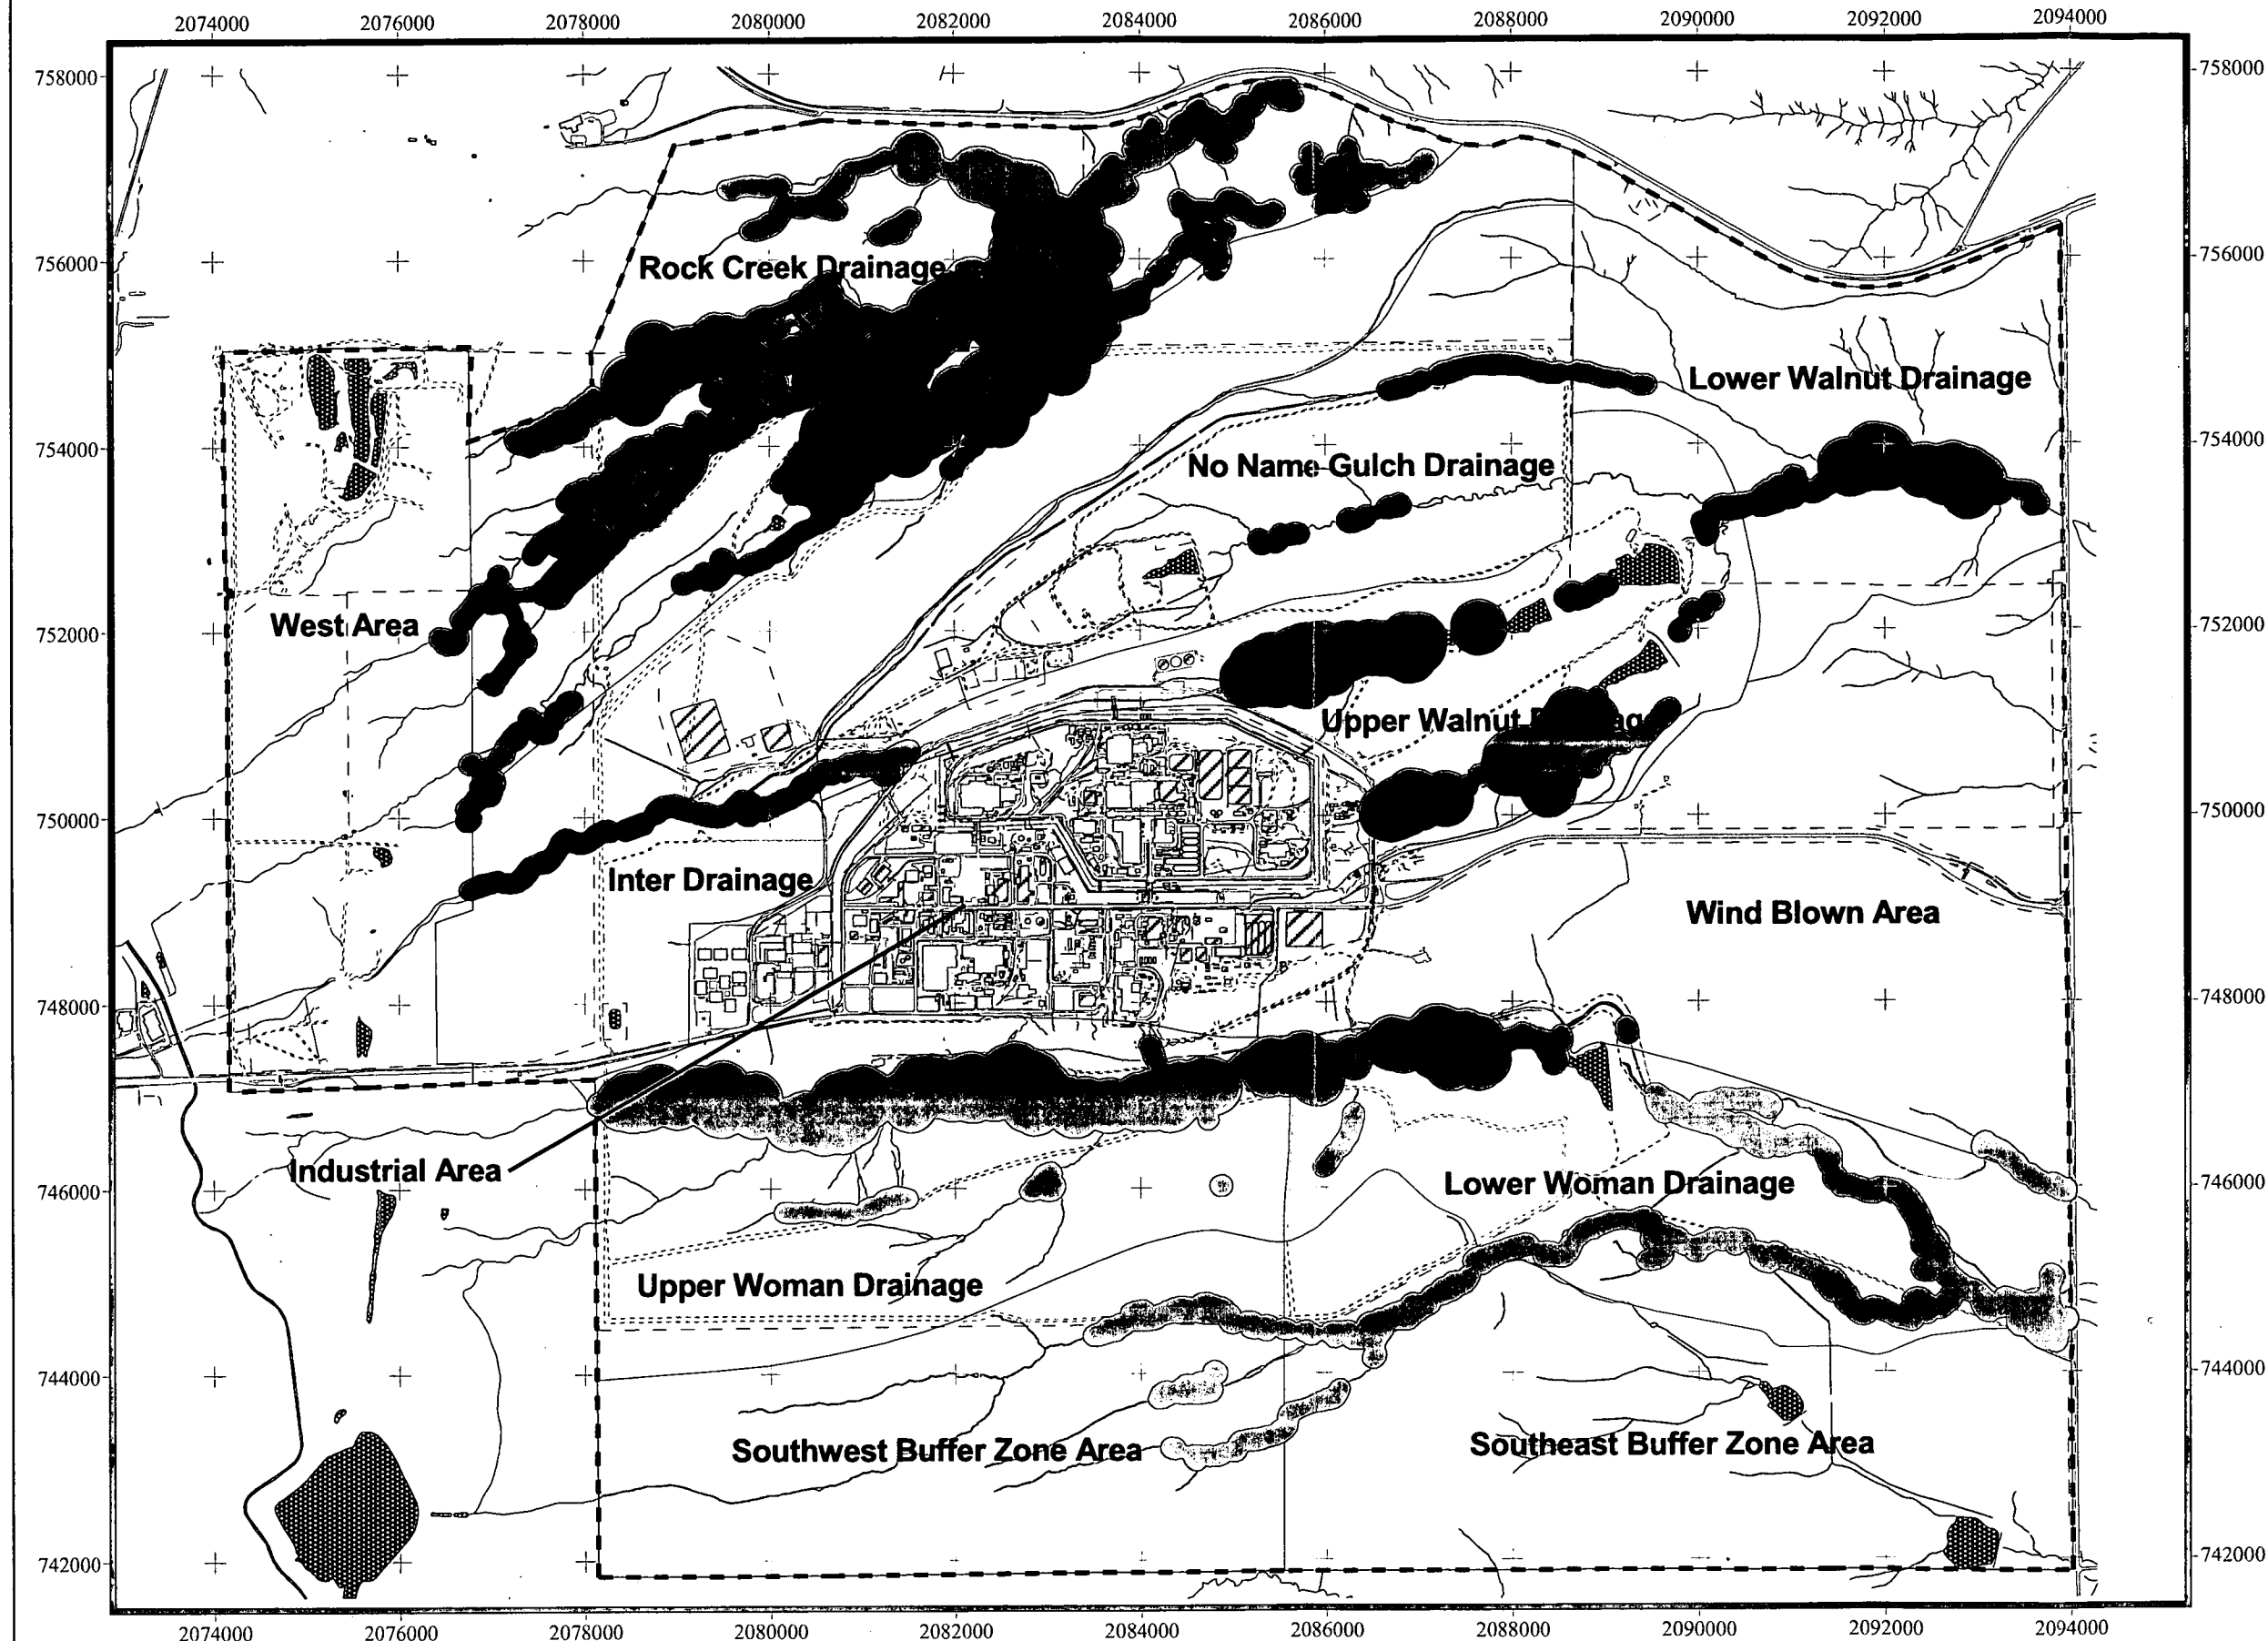 2074000 2076000 2078000 2080000 2082000 2084000 2086000 2088000 2090000 2092000 2094000
758000 758000
756000 756000
Rock Creek Drainage
Lower Walnut Drainage
754000 754000
No Name Gulch Drainage
752000 752000
West Area
Upper Walnut Drainage
750000 750000
Inter Drainage
Wind Blown Area
748000 748000
Industrial Area
746000 746000
Lower Woman Drainage
Upper Woman Drainage
744000 744000
Southwest Buffer Zone Area
Southeast Buffer Zone Area
742000 742000
2074000 2076000 2078000 2080000 2082000 2084000 2086000 2088000 2090000 2092000 2094000